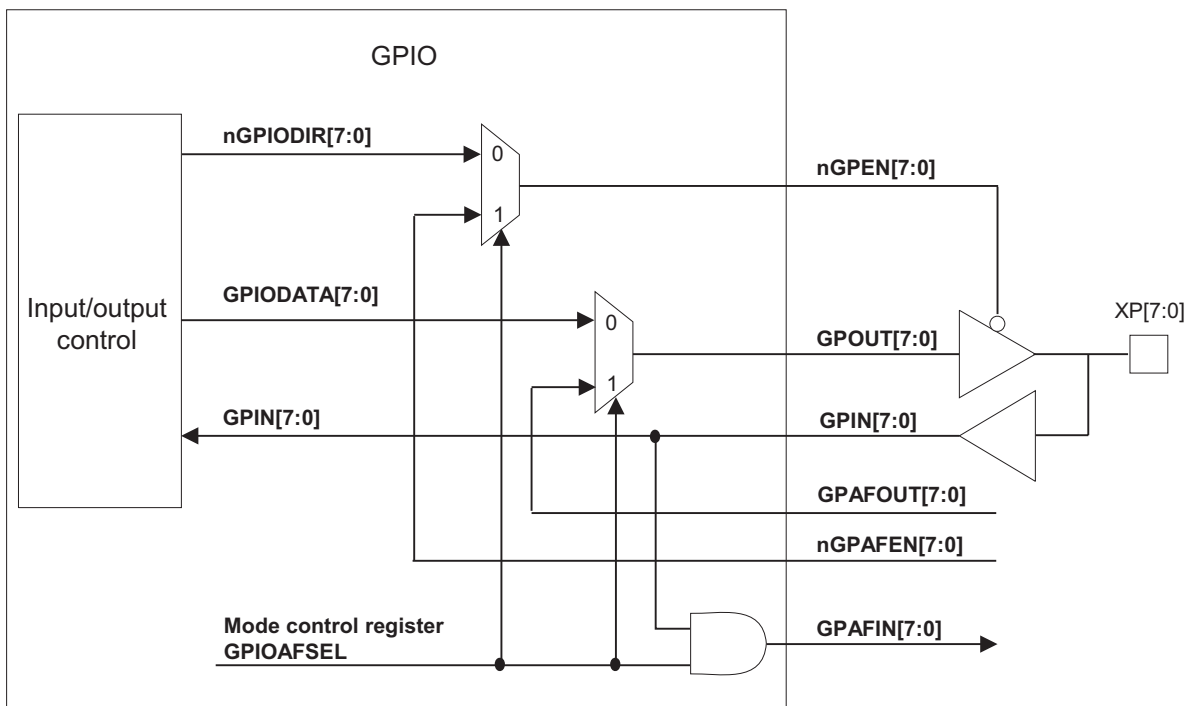 GPIO
nGPIODIR[7:0]
0
nGPEN[7:0]
1
Input/output
control
GPIODATA[7:0]
0
GPOUT[7:0]
XP[7:0]
1
GPIN[7:0]
GPIN[7:0]
GPAFOUT[7:0]
nGPAFEN[7:0]
Mode control register
GPIOAFSEL
GPAFIN[7:0]